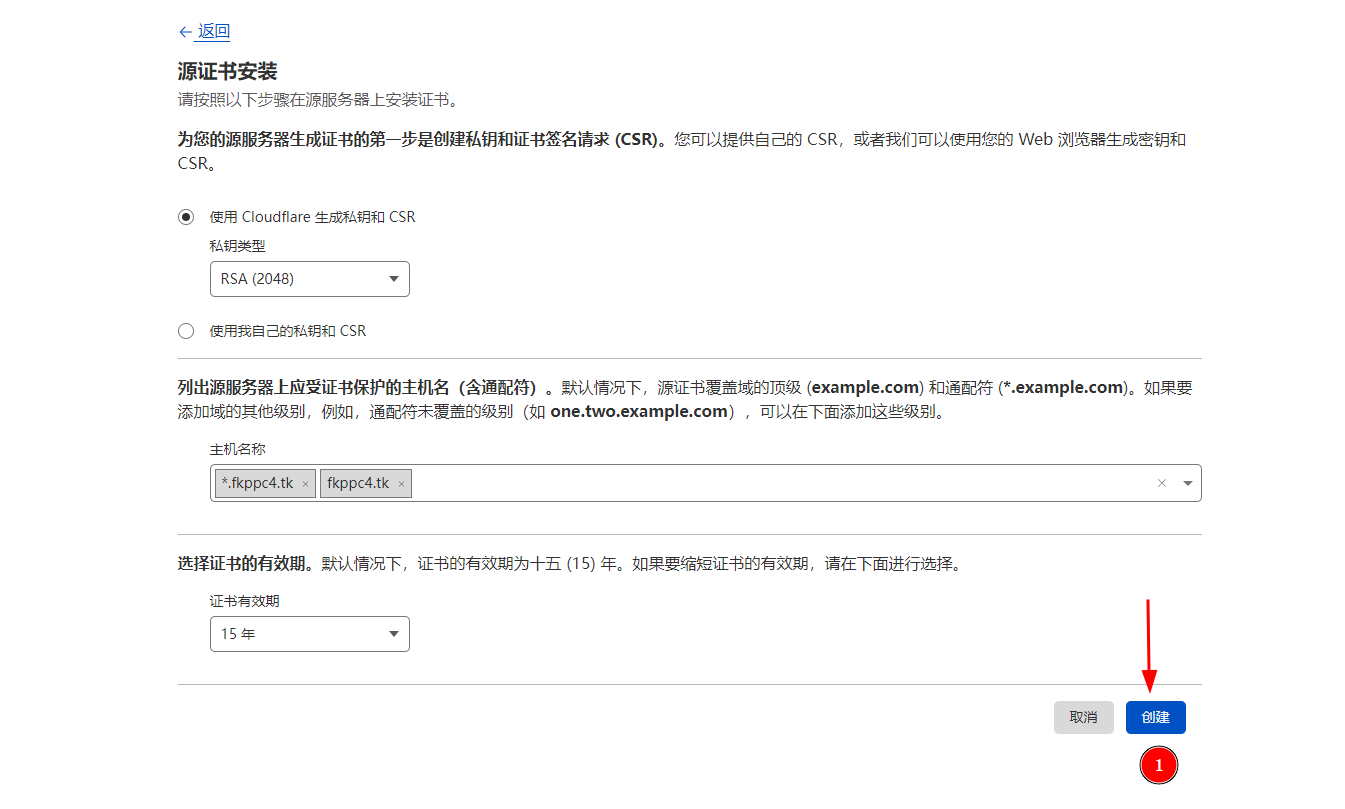 ← 返回
源证书安装
请按照以下步骤在源服务器上安装证书。
为您的源服务器生成证书的第一步是创建私钥和证书签名请求 (CSR)。您可以提供自己的 CSR，或者我们可以使用您的 Web 浏览器生成密钥和
CSR。
使用 Cloudflare 生成私钥和 CSR
私钥类型
RSA (2048)
使用我自己的私钥和 CSR
列出源服务器上应受证书保护的主机名（含通配符）。默认情况下，源证书覆盖域的顶级 (example.com) 和通配符 (*.example.com)。如果要
添加域的其他级别，例如，通配符未覆盖的级别（如 one.two.example.com），可以在下面添加这些级别。
主机名称
*.fkppc4.tk × fkppc4.tk ×
选择证书的有效期。默认情况下，证书的有效期为十五 (15) 年。如果要缩短证书的有效期，请在下面进行选择。
证书有效期
15 年
取消 创建
1